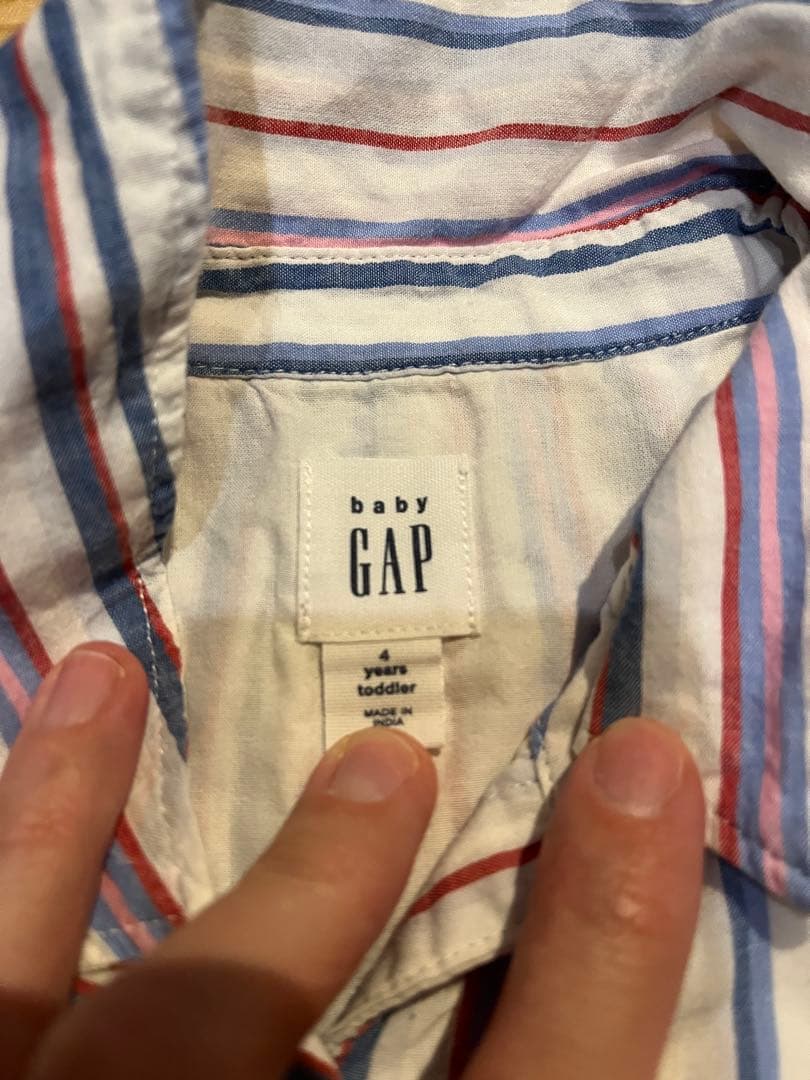 baby
GAP
4
years
toddler
MADE IN
INDIA